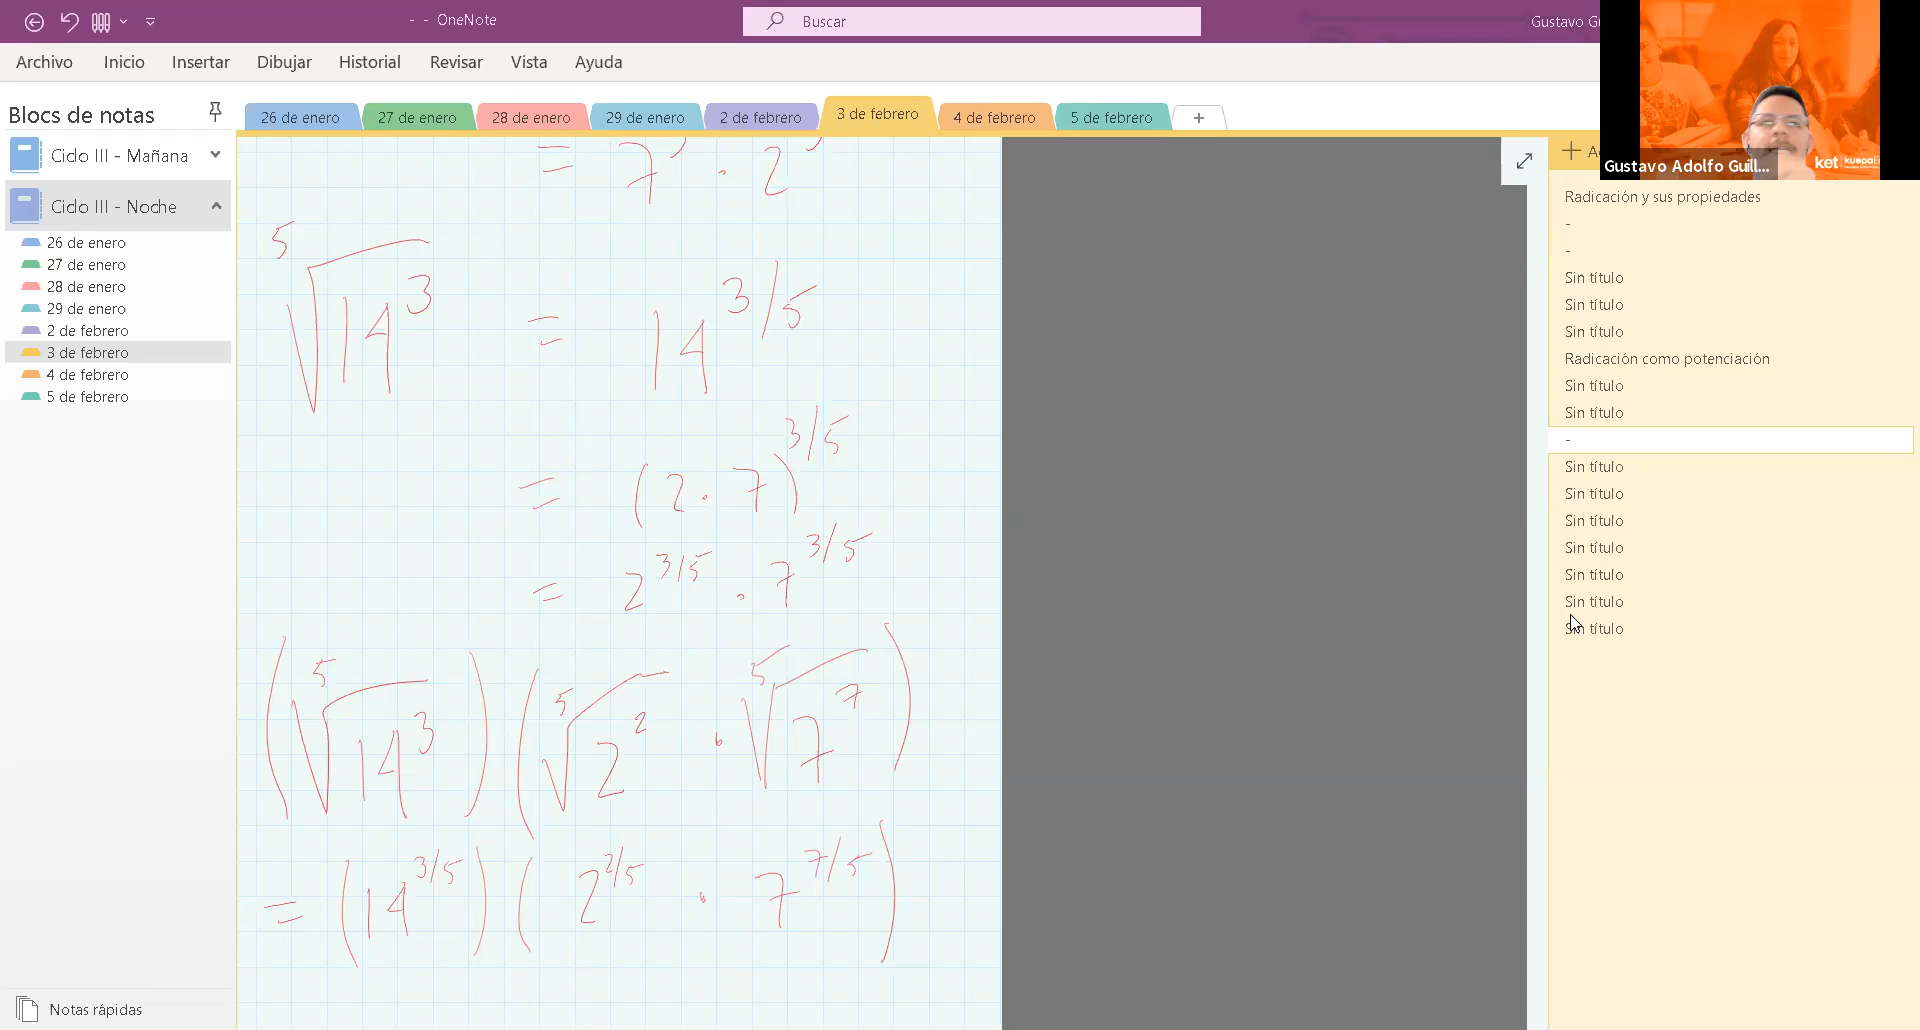 - - OneNote
Buscar
Gustavo Gu
Archivo Inicio Insertar Dibujar Historial Revisar Vista Ayuda
Blocs de notas
26 de enero 27 de enero 28 de enero 29 de enero 2 de febrero 3 de febrero 4 de febrero 5 de febrero +
Ciclo III - Mañana
Ciclo III - Noche
26 de enero
27 de enero
28 de enero
29 de enero
2 de febrero
3 de febrero
4 de febrero
5 de febrero
Notas rápidas
= 7 · 2
⁵√14³ = 14^3/5
= (2 · 7)^3/5
= 2^3/5 · 7^3/5
(⁵√14³) (⁵√2² · ⁵√7⁷)
= (14^3/5) (2^2/5 · 7^7/5)
Gustavo Adolfo Guill...
ket kuepa
Radicación y sus propiedades
-
-
Sin título
Sin título
Sin título
Radicación como potenciación
Sin título
Sin título
-
Sin título
Sin título
Sin título
Sin título
Sin título
Sin título
Sin título